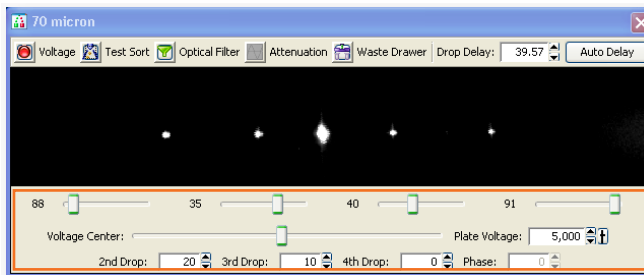 70 micron
Voltage Test Sort Optical Filter Attenuation Waste Drawer Drop Delay: 39.57 Auto Delay
88 35 40 91
Voltage Center: Plate Voltage: 5,000
2nd Drop: 20 3rd Drop: 10 4th Drop: 0 Phase: 0